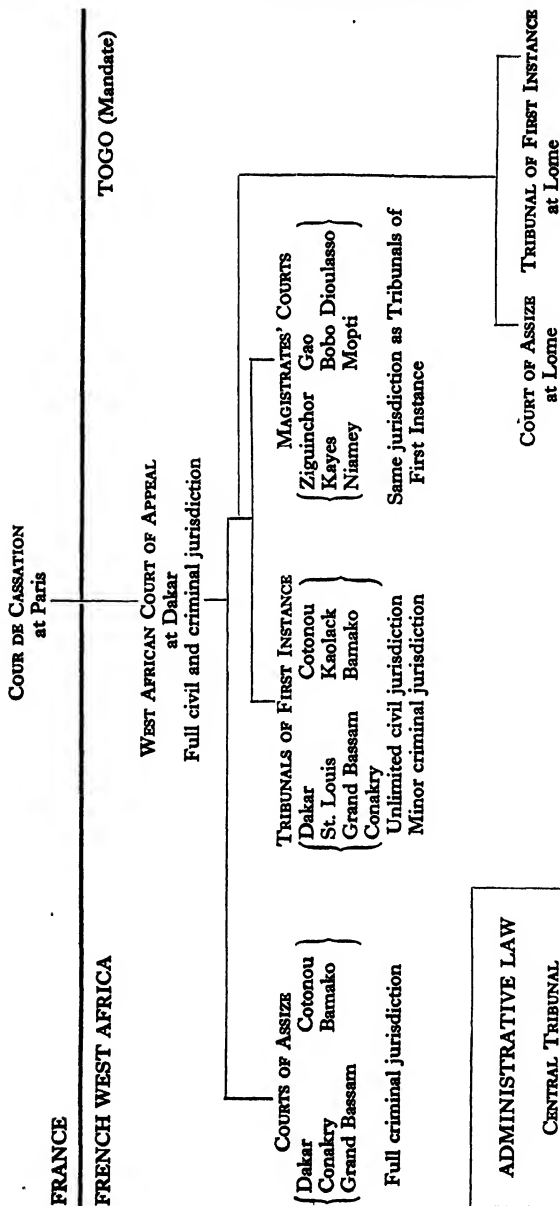 COUR DE CASSATION
at Paris
FRANCE
FRENCH WEST AFRICA
TOGO (Mandate)
WEST AFRICAN COURT OF APPEAL
at Dakar
Full civil and criminal jurisdiction
COURTS OF ASSIZE
Dakar Cotonou
Conakry Bamako
Grand Bassam
Full criminal jurisdiction
TRIBUNALS OF FIRST INSTANCE
Dakar Cotonou
St. Louis Kaolack
Grand Bassam Bamako
Conakry
Unlimited civil jurisdiction
Minor criminal jurisdiction
MAGISTRATES' COURTS
Ziguinchor Gao
Kayes Bobo Dioulasso
Niamey Mopti
Same jurisdiction as Tribunals of
First Instance
COURT OF ASSIZE
at Lome
TRIBUNAL OF FIRST INSTANCE
at Lome
ADMINISTRATIVE LAW
CENTRAL TRIBUNAL